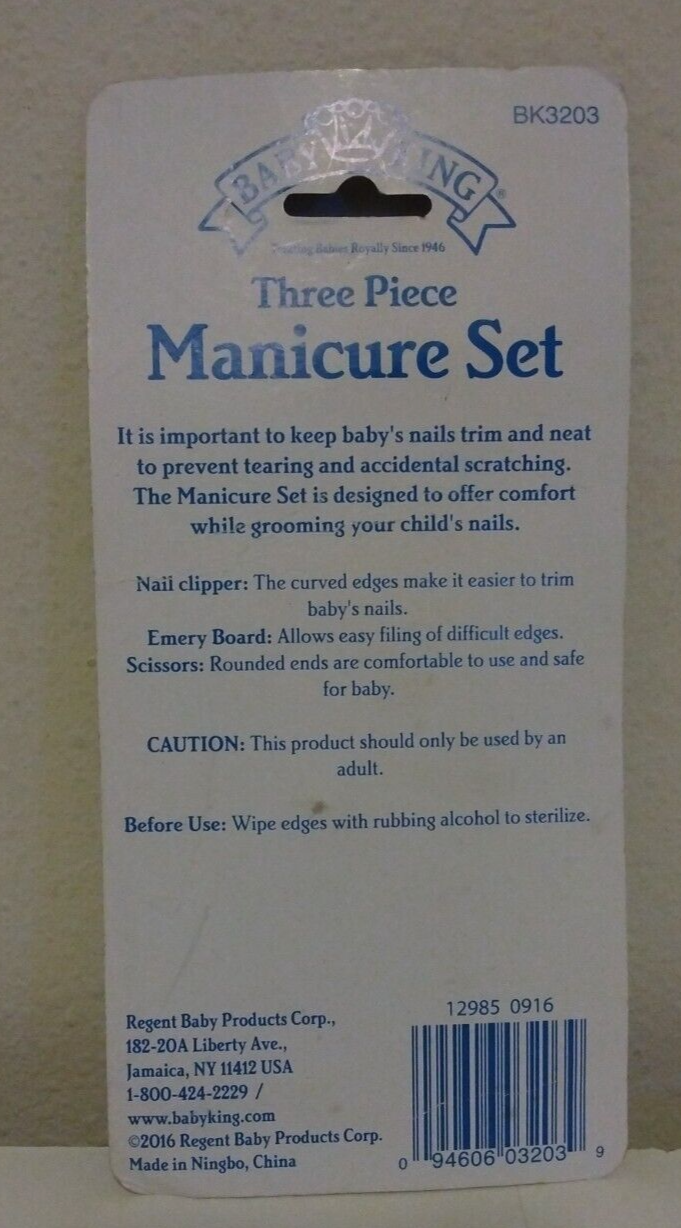 BK3203
BABY KING®
Treating Babies Royally Since 1946
Three Piece
Manicure Set
It is important to keep baby's nails trim and neat
to prevent tearing and accidental scratching.
The Manicure Set is designed to offer comfort
while grooming your child's nails.
Nail clipper: The curved edges make it easier to trim
baby's nails.
Emery Board: Allows easy filing of difficult edges.
Scissors: Rounded ends are comfortable to use and safe
for baby.
CAUTION: This product should only be used by an
adult.
Before Use: Wipe edges with rubbing alcohol to sterilize.
Regent Baby Products Corp.,
182-20A Liberty Ave.,
Jamaica, NY 11412 USA
1-800-424-2229 /
www.babyking.com
©2016 Regent Baby Products Corp.
Made in Ningbo, China
12985 0916
0 94606 03203 9